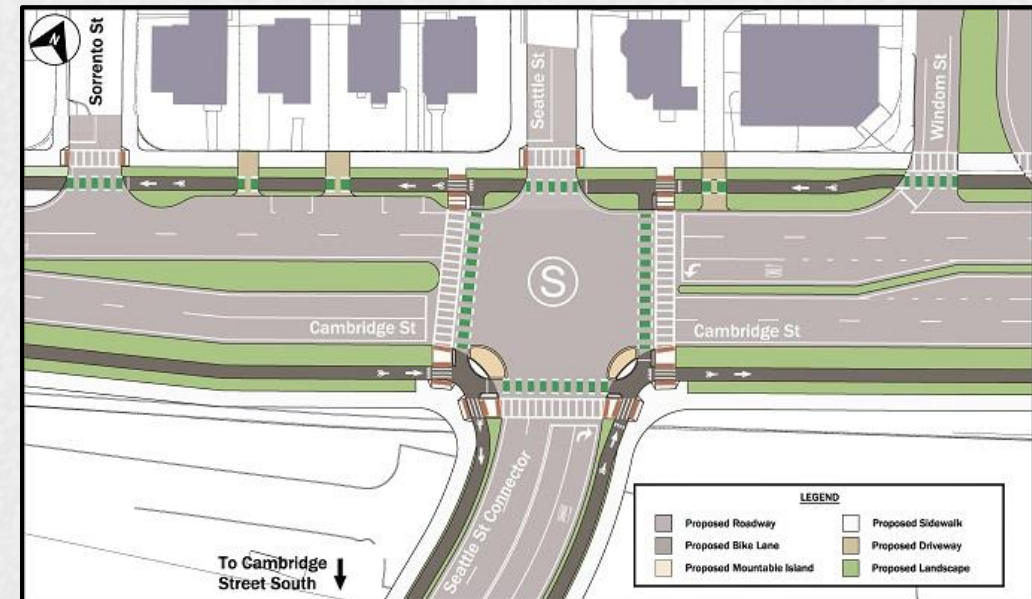 N
Sorrento St
Seattle St
Windom St
S
Cambridge St
Cambridge St
Seattle St Connector
To Cambridge
Street South
LEGEND
Proposed Roadway
Proposed Sidewalk
Proposed Bike Lane
Proposed Driveway
Proposed Mountable Island
Proposed Landscape